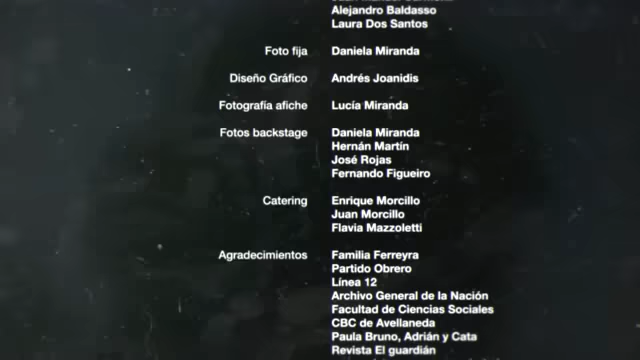 Alejandro Baldasso
Laura Dos Santos
Foto fija Daniela Miranda
Diseño Gráfico Andrés Joanidis
Fotografía afiche Lucía Miranda
Fotos backstage Daniela Miranda
Hernán Martín
José Rojas
Fernando Figueiro
Catering Enrique Morcillo
Juan Morcillo
Flavia Mazzoletti
Agradecimientos Familia Ferreyra
Partido Obrero
Línea 12
Archivo General de la Nación
Facultad de Ciencias Sociales
CBC de Avellaneda
Paula Bruno, Adrián y Cata
Revista El guardián